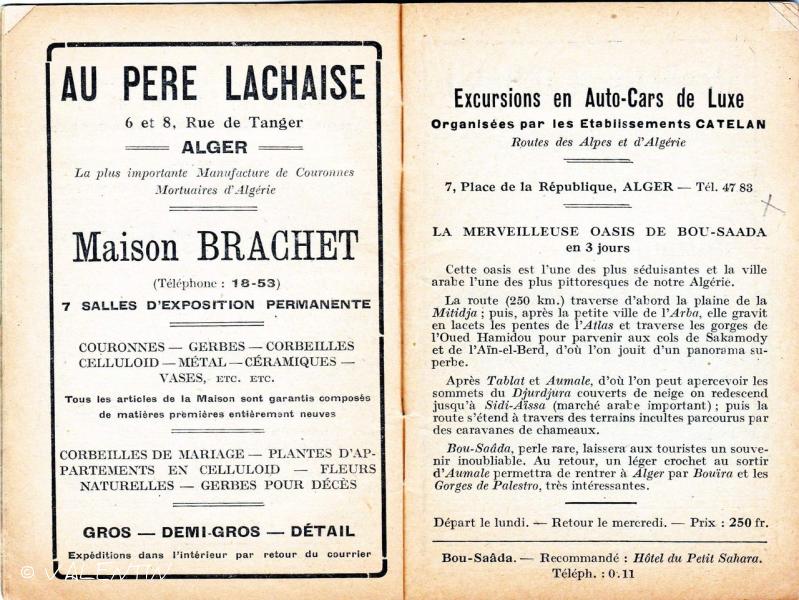 AU PERE LACHAISE
6 et 8, Rue de Tanger
ALGER
La plus importante Manufacture de Couronnes
Mortuaires d'Algérie
Maison BRACHET
(Téléphone : 18-53)
7 SALLES D'EXPOSITION PERMANENTE
COURONNES — GERBES — CORBEILLES
CELLULOID — MÉTAL — CÉRAMIQUES —
VASES, ETC. ETC.
Tous les articles de la Maison sont garantis composés
de matières premières entièrement neuves
CORBEILLES DE MARIAGE — PLANTES D'AP-
PARTEMENTS EN CELLULOID — FLEURS
NATURELLES — GERBES POUR DÉCÈS
GROS — DEMI-GROS — DÉTAIL
Expéditions dans l'intérieur par retour du courrier
© VALENTIN
Excursions en Auto-Cars de Luxe
Organisées par les Etablissements CATELAN
Routes des Alpes et d'Algérie
7, Place de la République, ALGER — Tél. 47 83
LA MERVEILLEUSE OASIS DE BOU-SAADA
en 3 jours
Cette oasis est l'une des plus séduisantes et la ville
arabe l'une des plus pittoresques de notre Algérie.
La route (250 km.) traverse d'abord la plaine de la
Mitidja ; puis, après la petite ville de l'Arba, elle gravit
en lacets les pentes de l'Atlas et traverse les gorges de
l'Oued Hamidou pour parvenir aux cols de Sakamody
et de l'Aïn-el-Berd, d'où l'on jouit d'un panorama su-
perbe.
Après Tablat et Aumale, d'où l'on peut apercevoir les
sommets du Djurdjura couverts de neige on redescend
jusqu'à Sidi-Aïssa (marché arabe important) ; puis la
route s'étend à travers des terrains incultes parcourus par
des caravanes de chameaux.
Bou-Saâda, perle rare, laissera aux touristes un souve-
nir inoubliable. Au retour, un léger crochet au sortir
d'Aumale permettra de rentrer à Alger par Bouïra et les
Gorges de Palestro, très intéressantes.
Départ le lundi. — Retour le mercredi. — Prix : 250 fr.
Bou-Saâda. — Recommandé : Hôtel du Petit Sahara.
Téléph. : 0.11